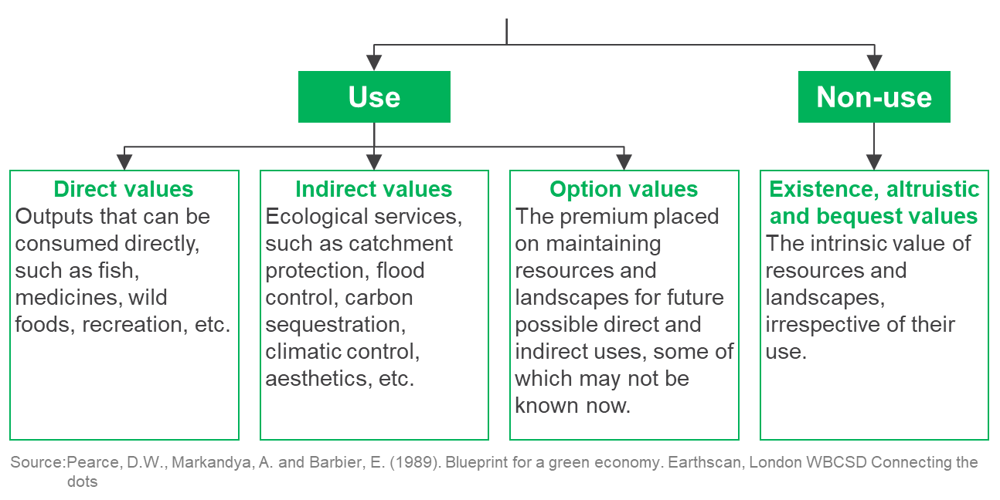 Use
Non-use
Direct values
Outputs that can be
consumed directly,
such as fish,
medicines, wild
foods, recreation, etc.
Indirect values
Ecological services,
such as catchment
protection, flood
control, carbon
sequestration,
climatic control,
aesthetics, etc.
Option values
The premium placed
on maintaining
resources and
landscapes for future
possible direct and
indirect uses, some of
which may not be
known now.
Existence, altruistic
and bequest values
The intrinsic value of
resources and
landscapes,
irrespective of their
use.
Source:Pearce, D.W., Markandya, A. and Barbier, E. (1989). Blueprint for a green economy. Earthscan, London WBCSD Connecting the
dots